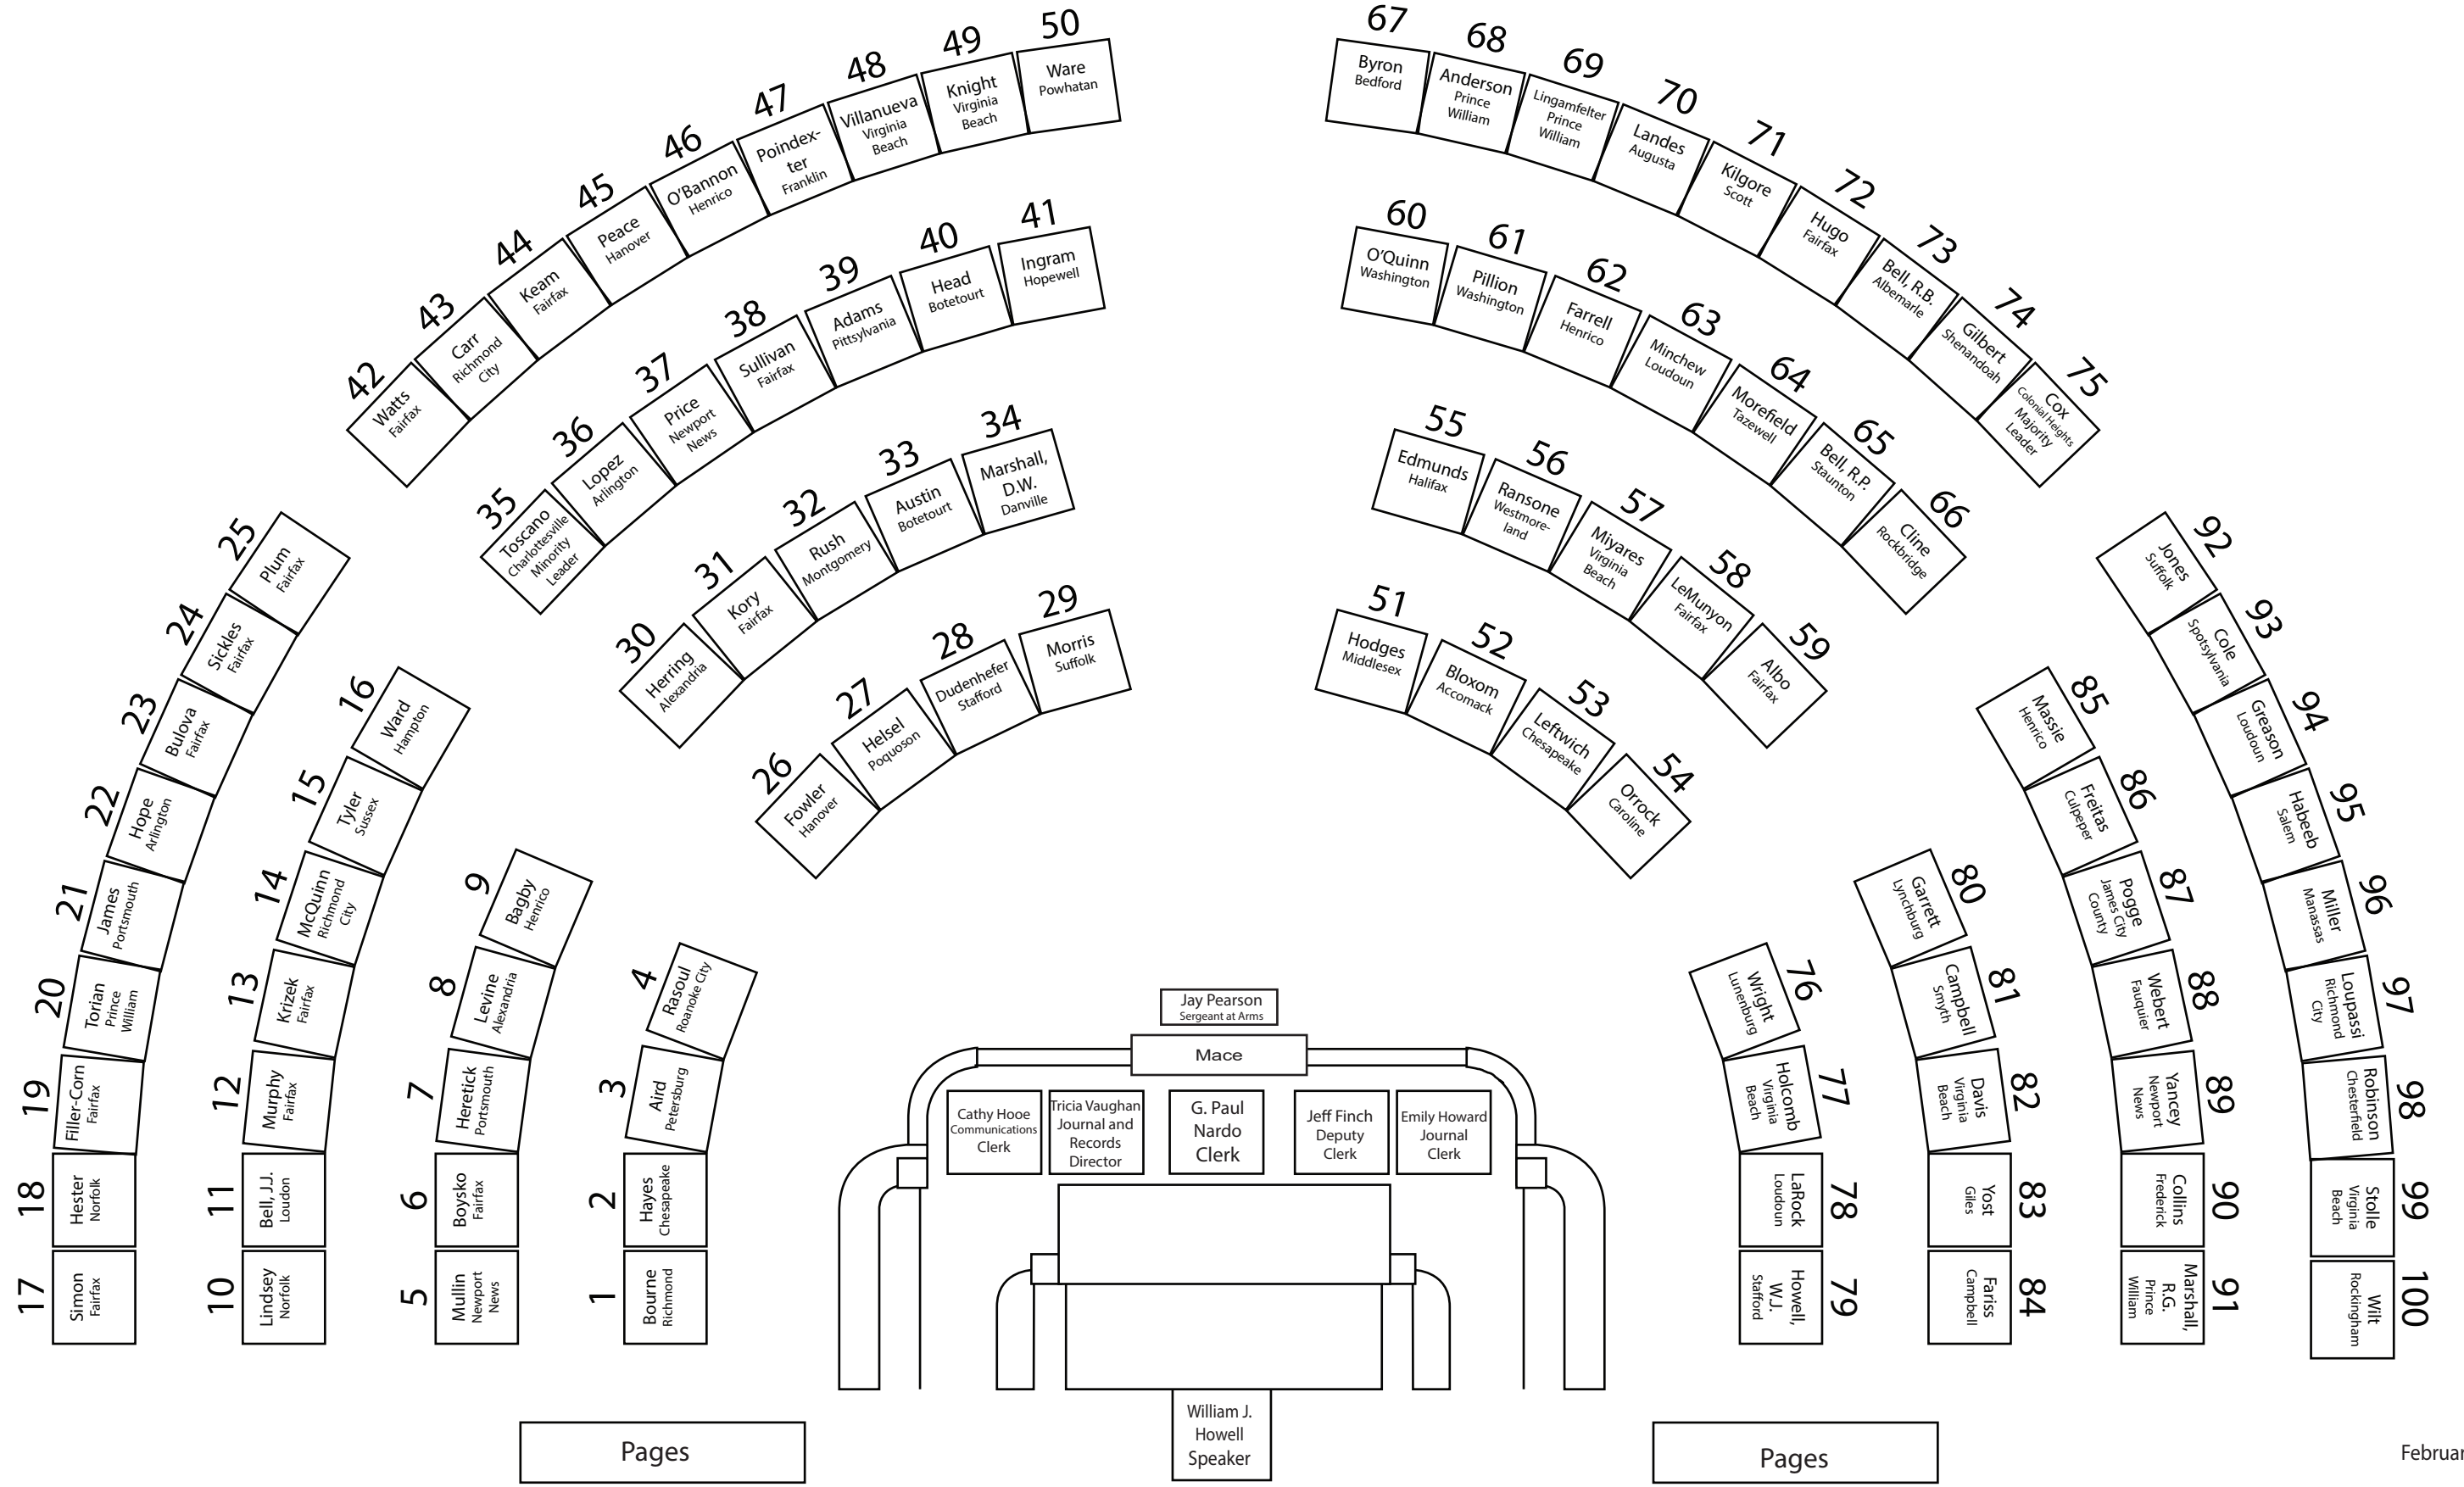 50
Ware
Powhatan
49
Knight
Virginia
Beach
48
Villanueva
Virginia
Beach
47
Poindex-
ter
Franklin
46
O'Bannon
Henrico
45
Peace
Hanover
44
Keam
Fairfax
43
Carr
Richmond
City
42
Watts
Fairfax
41
Ingram
Hopewell
40
Head
Botetourt
39
Adams
Pittsylvania
38
Sullivan
Fairfax
37
Price
Newport
News
36
Lopez
Arlington
35
Toscano
Charlottesville
Minority
Leader
34
Marshall,
D.W.
Danville
33
Austin
Botetourt
32
Rush
Montgomery
31
Kory
Fairfax
30
Herring
Alexandria
29
Morris
Suffolk
28
Dudenhefer
Stafford
27
Helsel
Poquoson
26
Fowler
Hanover
67
Byron
Bedford
68
Anderson
Prince
William
69
Lingamfelter
Prince
William
70
Landes
Augusta
71
Kilgore
Scott
72
Hugo
Fairfax
73
Bell, R.B.
Albemarle
74
Gilbert
Shenandoah
75
Cox
Colonial Heights
Majority
Leader
60
O'Quinn
Washington
61
Pillion
Washington
62
Farrell
Henrico
63
Minchew
Loudoun
64
Morefield
Tazewell
65
Bell, R.P.
Staunton
66
Cline
Rockbridge
55
Edmunds
Halifax
56
Ransone
Westmore-
land
57
Miyares
Virginia
Beach
58
LeMunyon
Fairfax
59
Albo
Fairfax
51
Hodges
Middlesex
52
Bloxom
Accomack
53
Leftwich
Chesapeake
54
Orrock
Caroline
25
Plum
Fairfax
24
Sickles
Fairfax
23
Bulova
Fairfax
22
Hope
Arlington
21
James
Portsmouth
20
Torian
Prince
William
19
Filler-Corn
Fairfax
18
Hester
Norfolk
17
Simon
Fairfax
16
Ward
Hampton
15
Tyler
Sussex
14
McQuinn
Richmond
City
13
Krizek
Fairfax
12
Murphy
Fairfax
11
Bell, J.J.
Loudon
10
Lindsey
Norfolk
9
Bagby
Henrico
8
Levine
Alexandria
7
Heretick
Portsmouth
6
Boysko
Fairfax
5
Mullin
Newport
News
4
Rasoul
Roanoke City
3
Aird
Petersburg
2
Hayes
Chesapeake
1
Bourne
Richmond
Jay Pearson
Sergeant at Arms
Mace
Cathy Hooe
Communications
Clerk
Tricia Vaughan
Journal and
Records
Director
G. Paul
Nardo
Clerk
Jeff Finch
Deputy
Clerk
Emily Howard
Journal
Clerk
76
Wright
Lunenburg
77
Holcomb
Virginia
Beach
78
LaRock
Loudoun
79
Howell,
W.J.
Stafford
80
Garrett
Lynchburg
81
Campbell
Smyth
82
Davis
Virginia
Beach
83
Yost
Giles
84
Fariss
Campbell
85
Massie
Henrico
86
Freitas
Culpeper
87
Pogge
James City
County
88
Webert
Fauquier
89
Yancey
Newport
News
90
Collins
Frederick
91
Marshall,
R.G.
Prince
William
92
Jones
Suffolk
93
Cole
Spotsylvania
94
Greason
Loudoun
95
Habeeb
Salem
96
Miller
Manassas
97
Loupassi
Richmond
City
98
Robinson
Chesterfield
99
Stolle
Virginia
Beach
100
Wilt
Rockingham
William J.
Howell
Speaker
Pages
Pages